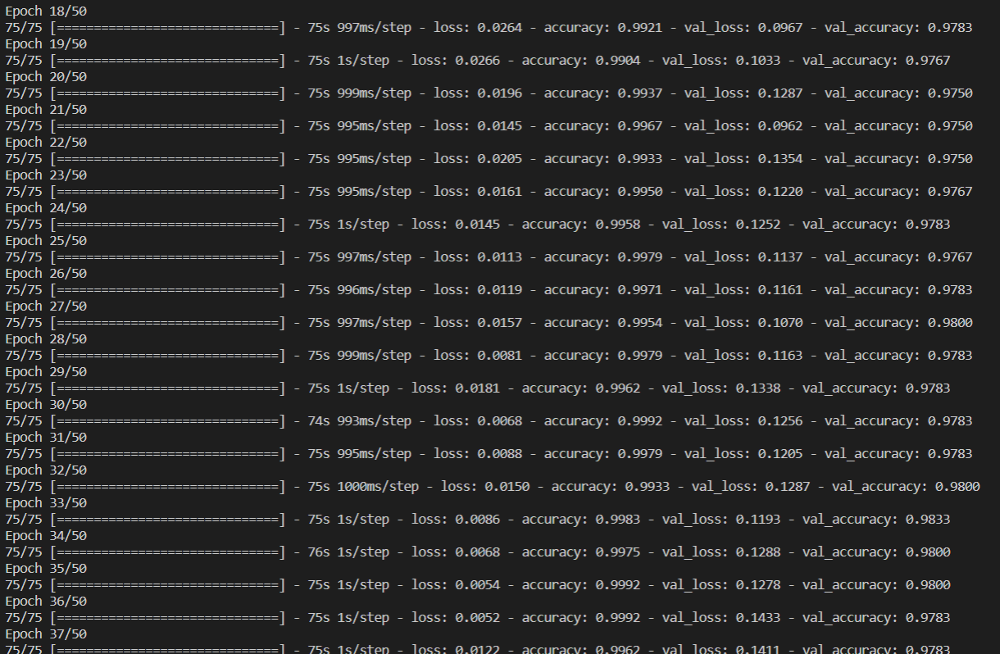 Epoch 18/50
75/75 [==============================] - 75s 997ms/step - loss: 0.0264 - accuracy: 0.9921 - val_loss: 0.0967 - val_accuracy: 0.9783
Epoch 19/50
75/75 [==============================] - 75s 1s/step - loss: 0.0266 - accuracy: 0.9904 - val_loss: 0.1033 - val_accuracy: 0.9767
Epoch 20/50
75/75 [==============================] - 75s 999ms/step - loss: 0.0196 - accuracy: 0.9937 - val_loss: 0.1287 - val_accuracy: 0.9750
Epoch 21/50
75/75 [==============================] - 75s 995ms/step - loss: 0.0145 - accuracy: 0.9967 - val_loss: 0.0962 - val_accuracy: 0.9750
Epoch 22/50
75/75 [==============================] - 75s 995ms/step - loss: 0.0205 - accuracy: 0.9933 - val_loss: 0.1354 - val_accuracy: 0.9750
Epoch 23/50
75/75 [==============================] - 75s 995ms/step - loss: 0.0161 - accuracy: 0.9950 - val_loss: 0.1220 - val_accuracy: 0.9767
Epoch 24/50
75/75 [==============================] - 75s 1s/step - loss: 0.0145 - accuracy: 0.9958 - val_loss: 0.1252 - val_accuracy: 0.9783
Epoch 25/50
75/75 [==============================] - 75s 997ms/step - loss: 0.0113 - accuracy: 0.9979 - val_loss: 0.1137 - val_accuracy: 0.9767
Epoch 26/50
75/75 [==============================] - 75s 996ms/step - loss: 0.0119 - accuracy: 0.9971 - val_loss: 0.1161 - val_accuracy: 0.9783
Epoch 27/50
75/75 [==============================] - 75s 997ms/step - loss: 0.0157 - accuracy: 0.9954 - val_loss: 0.1070 - val_accuracy: 0.9800
Epoch 28/50
75/75 [==============================] - 75s 999ms/step - loss: 0.0081 - accuracy: 0.9979 - val_loss: 0.1163 - val_accuracy: 0.9783
Epoch 29/50
75/75 [==============================] - 75s 1s/step - loss: 0.0181 - accuracy: 0.9962 - val_loss: 0.1338 - val_accuracy: 0.9783
Epoch 30/50
75/75 [==============================] - 74s 993ms/step - loss: 0.0068 - accuracy: 0.9992 - val_loss: 0.1256 - val_accuracy: 0.9783
Epoch 31/50
75/75 [==============================] - 75s 995ms/step - loss: 0.0088 - accuracy: 0.9979 - val_loss: 0.1205 - val_accuracy: 0.9783
Epoch 32/50
75/75 [==============================] - 75s 1000ms/step - loss: 0.0150 - accuracy: 0.9933 - val_loss: 0.1287 - val_accuracy: 0.9800
Epoch 33/50
75/75 [==============================] - 75s 1s/step - loss: 0.0086 - accuracy: 0.9983 - val_loss: 0.1193 - val_accuracy: 0.9833
Epoch 34/50
75/75 [==============================] - 76s 1s/step - loss: 0.0068 - accuracy: 0.9975 - val_loss: 0.1288 - val_accuracy: 0.9800
Epoch 35/50
75/75 [==============================] - 75s 1s/step - loss: 0.0054 - accuracy: 0.9992 - val_loss: 0.1278 - val_accuracy: 0.9800
Epoch 36/50
75/75 [==============================] - 75s 1s/step - loss: 0.0052 - accuracy: 0.9992 - val_loss: 0.1433 - val_accuracy: 0.9783
Epoch 37/50
75/75 [==============================] - 75s 1s/step - loss: 0.0122 - accuracy: 0.9962 - val_loss: 0.1411 - val_accuracy: 0.9783